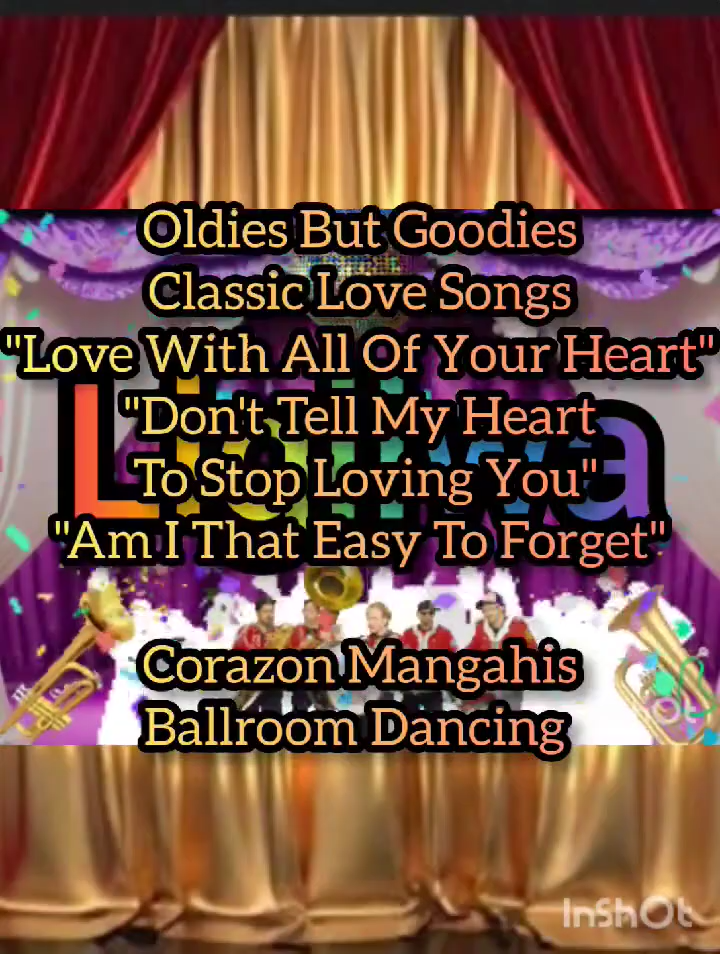 Oldies But Goodies
Classic Love Songs
"Love With All Of Your Heart"
"Don't Tell My Heart
To Stop Loving You"
"Am I That Easy To Forget"
Corazon Mangahis
Ballroom Dancing
InShOt